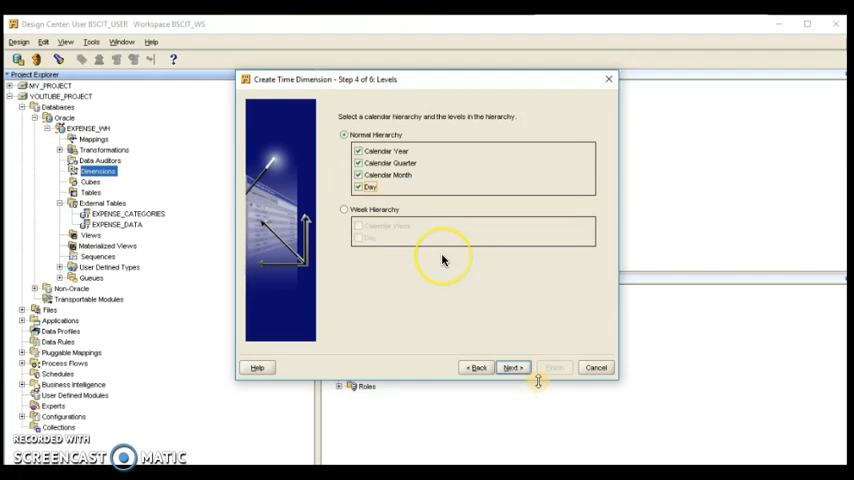 Design Center: User BSCIT_USER Workspace BSCIT_WS
Design Edit View Tools Window Help
Project Explorer
MY_PROJECT
YOUTUBE_PROJECT
Databases
Oracle
EXPENSE_WH
Mappings
Transformations
Data Auditors
Dimensions
Cubes
Tables
External Tables
EXPENSE_CATEGORIES
EXPENSE_DATA
Views
Materialized Views
Sequences
User Defined Types
Queues
Non-Oracle
Transportable Modules
Files
Applications
Data Profiles
Data Rules
Pluggable Mappings
Process Flows
Schedules
Business Intelligence
User Defined Modules
Experts
Configurations
Collections
RECORDED WITH
SCREENCAST MATIC
Create Time Dimension - Step 4 of 6: Levels
Select a calendar hierarchy and the levels in the hierarchy.
Normal Hierarchy
Calendar Year
Calendar Quarter
Calendar Month
Day
Week Hierarchy
Calendar Week
Day
Help < Back Next > Finish Cancel
Roles